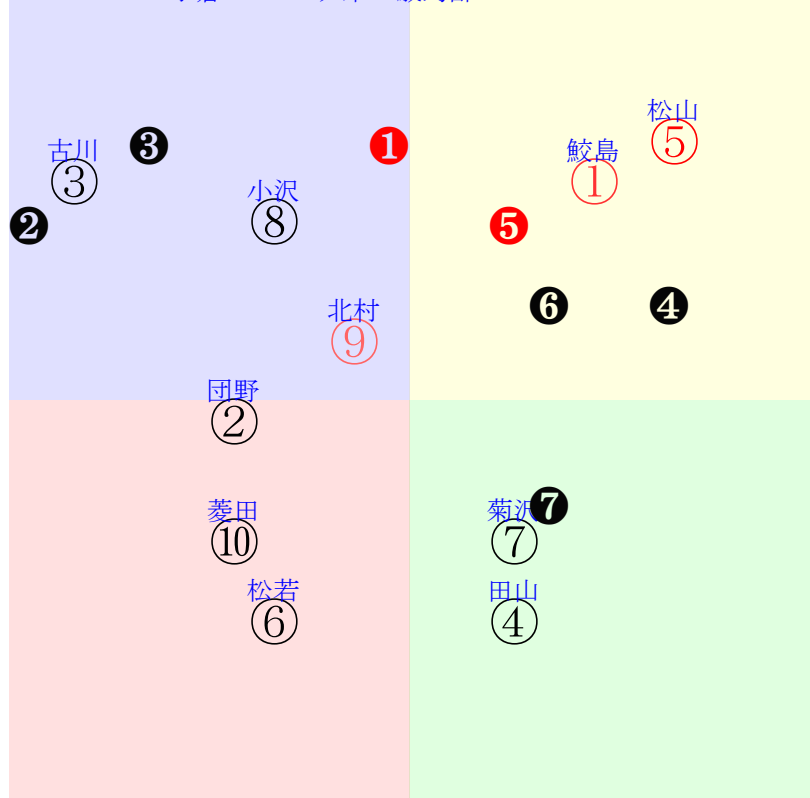 松山
⑤
❸
❶
古川
③
鮫島
①
小沢
⑧
❷
❺
❻
❹
北村
⑨
団野
②
菱田
⑩
菊沢
⑦
❼
松若
⑥
田山
④